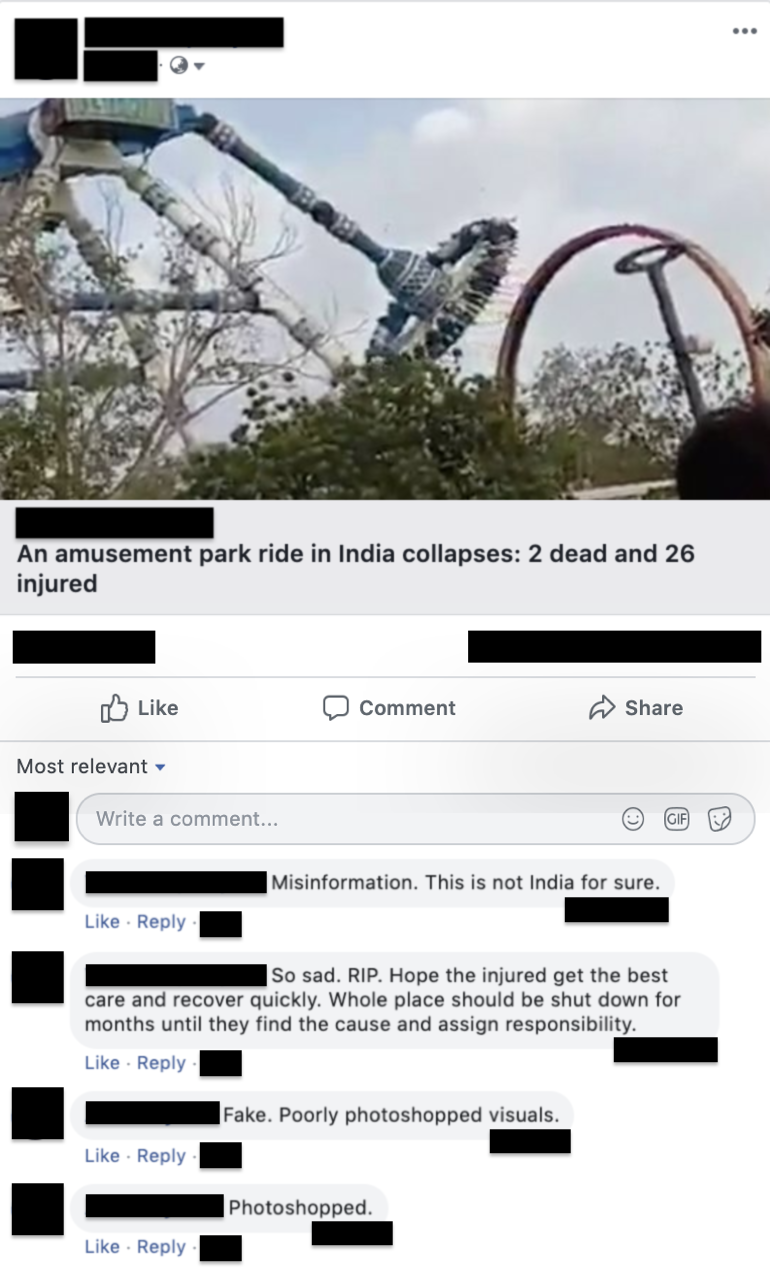 An amusement park ride in India collapses: 2 dead and 26
injured
Like
Comment
Share
Most relevant
Write a comment...
GIF
Misinformation. This is not India for sure.
Like · Reply ·
So sad. RIP. Hope the injured get the best
care and recover quickly. Whole place should be shut down for
months until they find the cause and assign responsibility.
Like · Reply ·
Fake. Poorly photoshopped visuals.
Like · Reply ·
Photoshopped.
Like · Reply ·